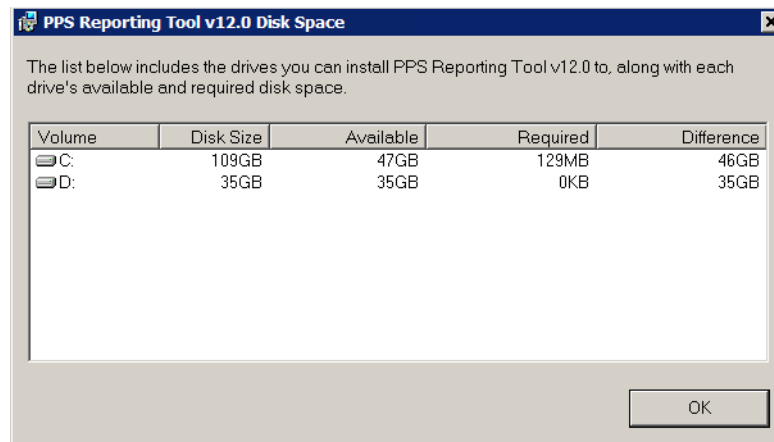 PPS Reporting Tool v12.0 Disk Space
The list below includes the drives you can install PPS Reporting Tool v12.0 to, along with each
drive's available and required disk space.
Volume Disk Size Available Required Difference
C: 109GB 47GB 129MB 46GB
D: 35GB 35GB 0KB 35GB
OK